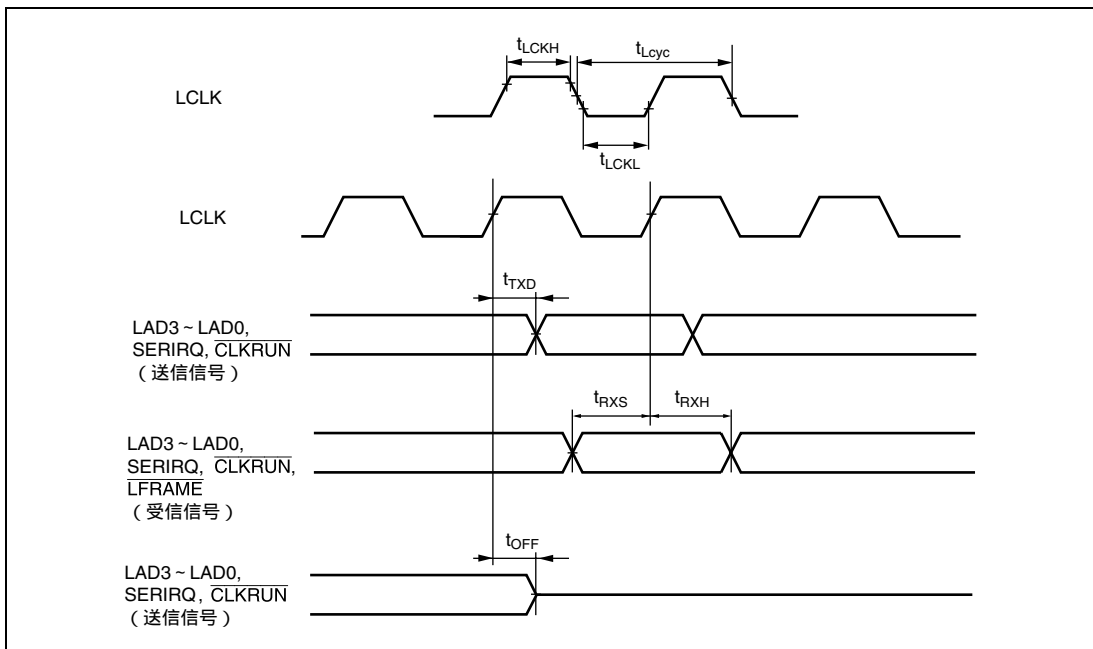 tLCKH
tLcyc
LCLK
tLCKL
LCLK
tTXD
LAD3~LAD0,
SERIRQ, CLKRUN
（送信信号）
tRXS
tRXH
LAD3~LAD0,
SERIRQ, CLKRUN,
LFRAME
（受信信号）
tOFF
LAD3~LAD0,
SERIRQ, CLKRUN
（送信信号）